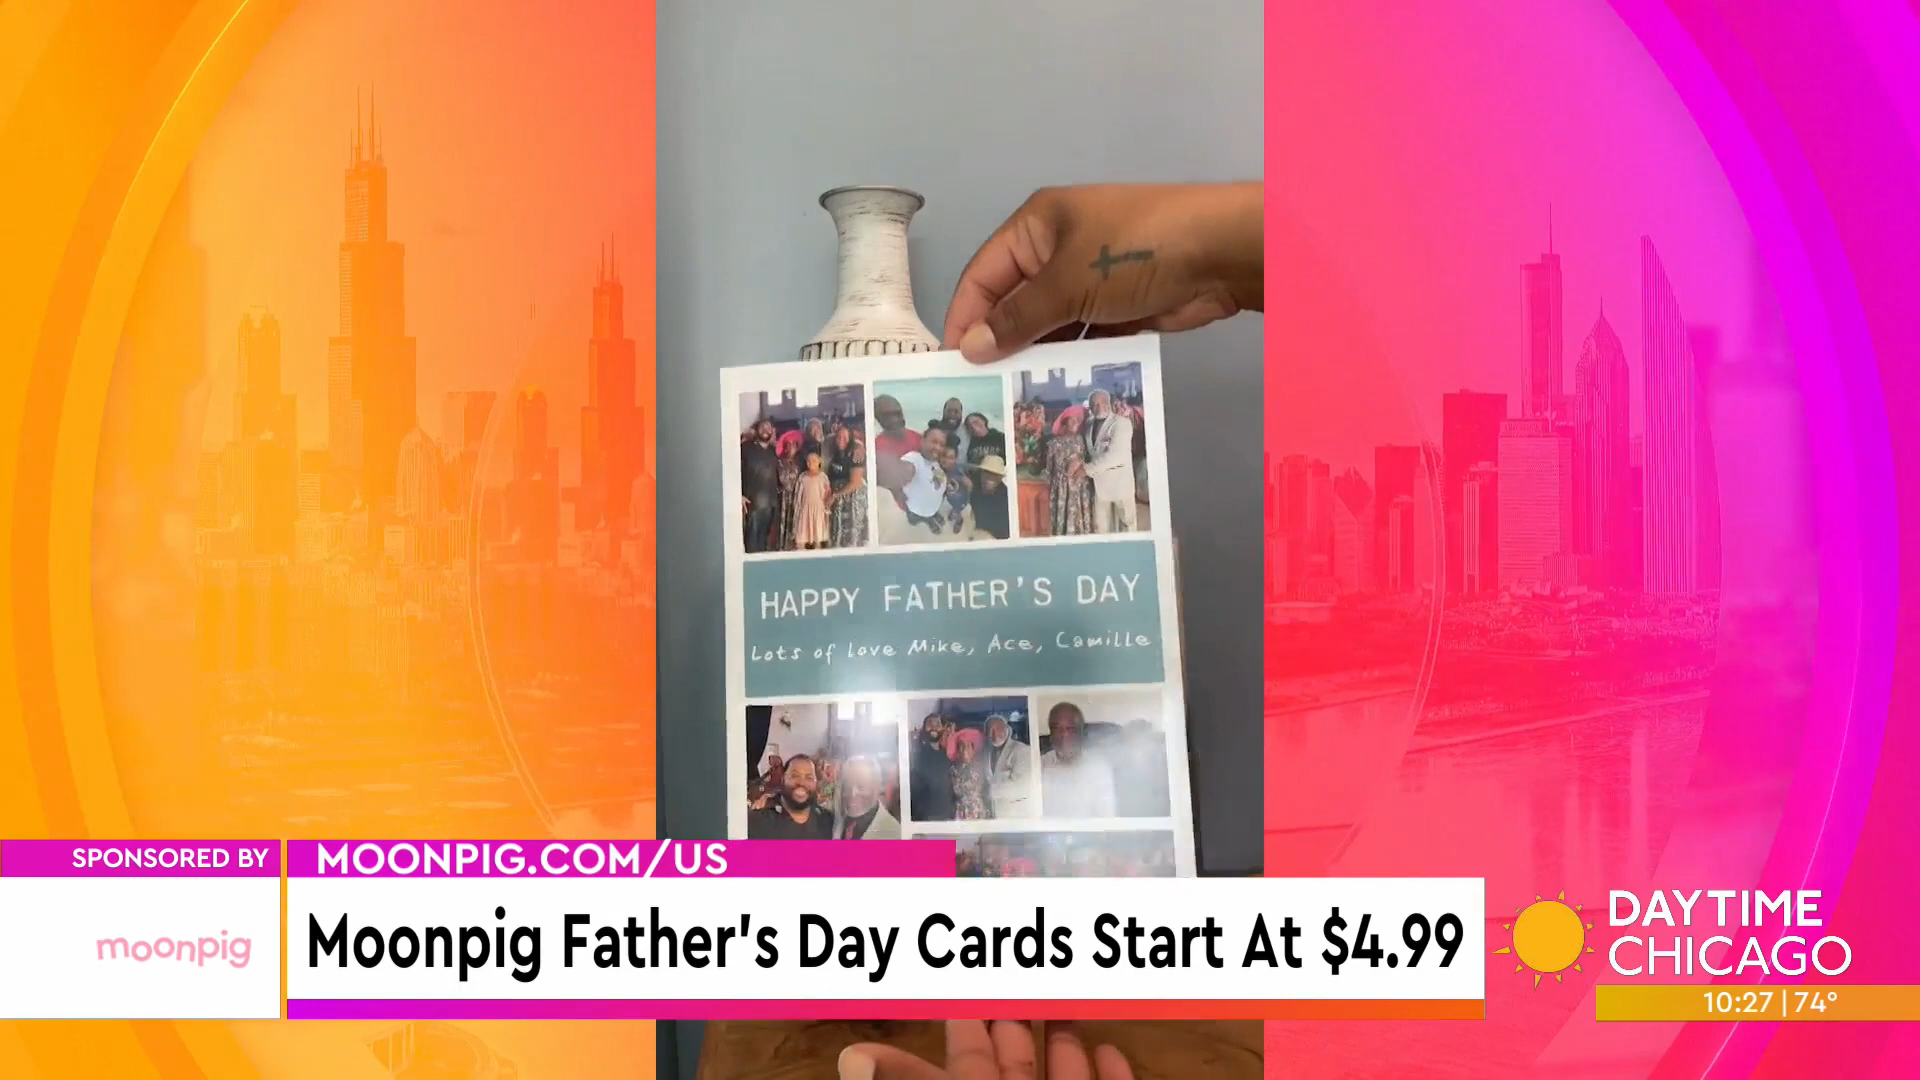 HAPPY FATHER'S DAY
Lots of love Mike, Ace, Camille
SPONSORED BY
moonpig
MOONPIG.COM/US
Moonpig Father's Day Cards Start At $4.99
DAYTIME
CHICAGO
10:27 | 74°